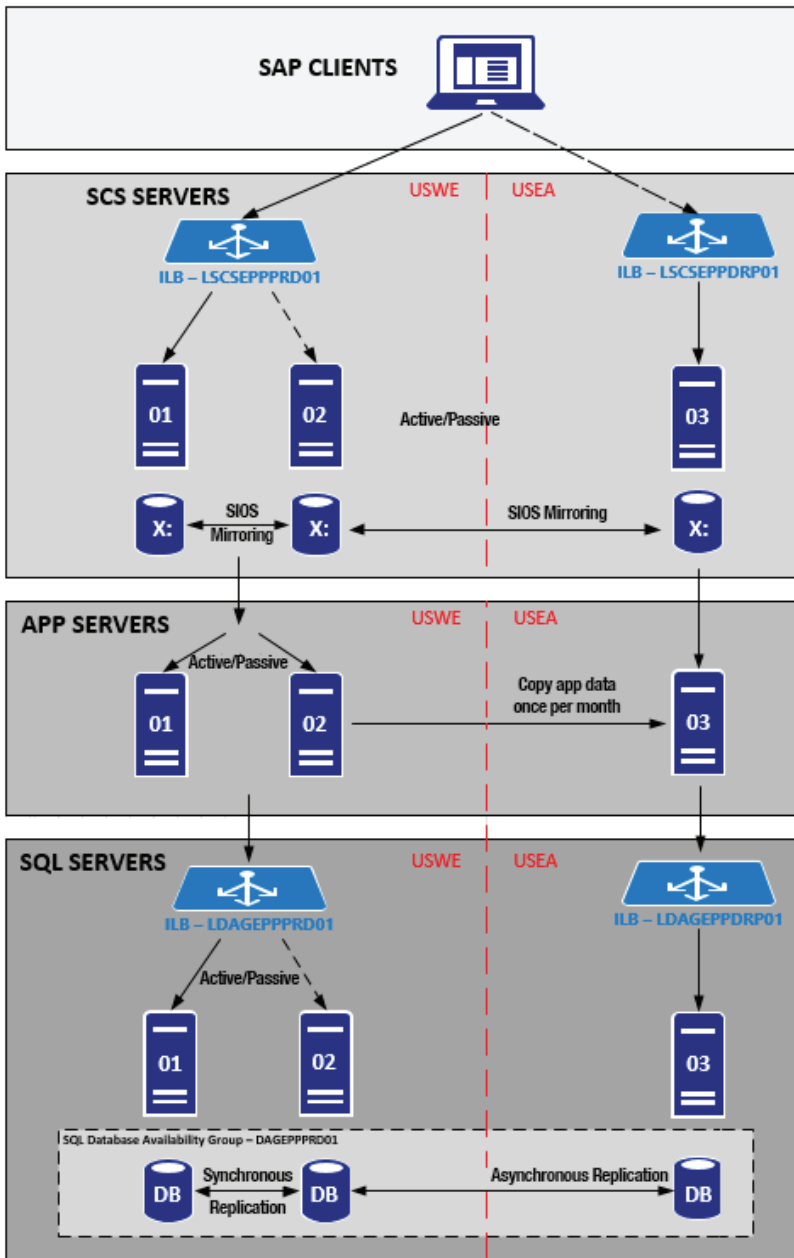 SAP CLIENTS
SCS SERVERS
USWE
USEA
ILB – LSCSEPPPRD01
ILB – LSCSEPPDRP01
01
02
03
Active/Passive
X:
SIOS
Mirroring
X:
SIOS Mirroring
X:
APP SERVERS
USWE
USEA
Active/Passive
01
02
Copy app data
once per month
03
SQL SERVERS
USWE
USEA
ILB – LDAGEPPPRD01
ILB – LDAGEPPDRP01
Active/Passive
01
02
03
SQL Database Availability Group – DAGEPPPRD01
DB
Synchronous
Replication
DB
Asynchronous Replication
DB